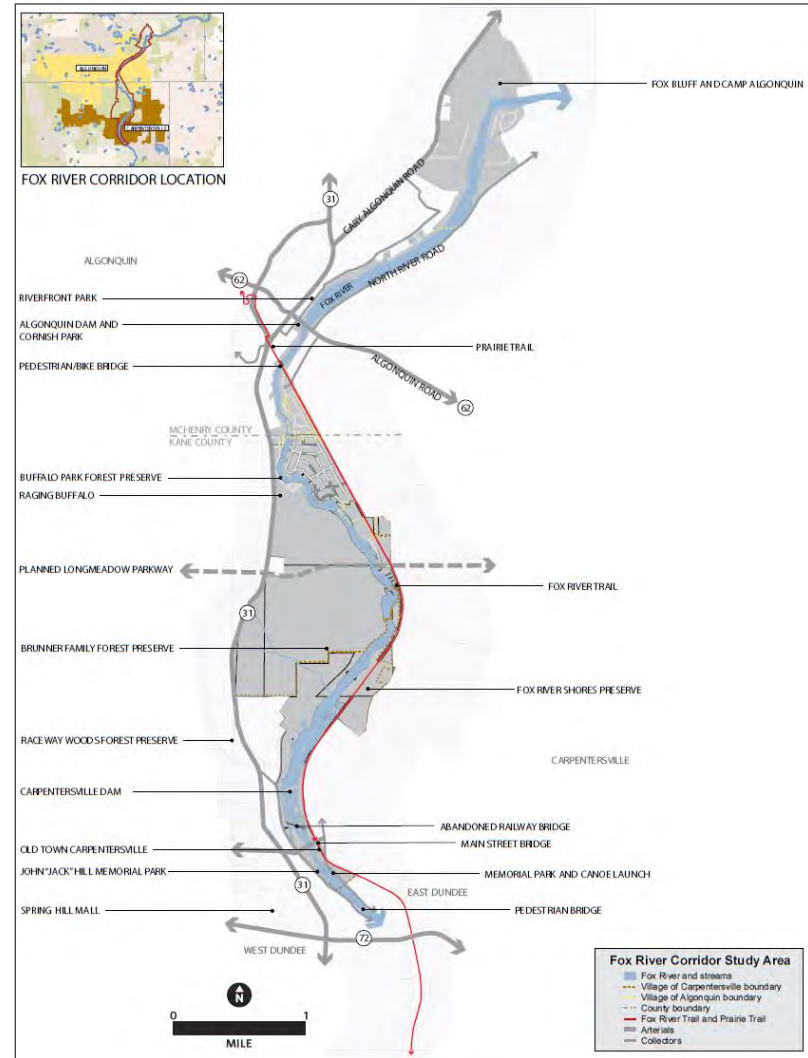 ALGONQUIN
CARPENTERSVILLE
FOX RIVER CORRIDOR LOCATION
FOX BLUFF AND CAMP ALGONQUIN
31
CARY ALGONQUIN ROAD
ALGONQUIN
62
NORTH RIVER ROAD
FOX RIVER
RIVERFRONT PARK
ALGONQUIN DAM AND
CORNISH PARK
PRAIRIE TRAIL
PEDESTRIAN/BIKE BRIDGE
ALGONQUIN ROAD
62
MCHENRY COUNTY
KANE COUNTY
BUFFALO PARK FOREST PRESERVE
RAGING BUFFALO
PLANNED LONGMEADOW PARKWAY
FOX RIVER TRAIL
31
BRUNNER FAMILY FOREST PRESERVE
FOX RIVER SHORES PRESERVE
RACEWAY WOODS FOREST PRESERVE
CARPENTERSVILLE
CARPENTERSVILLE DAM
ABANDONED RAILWAY BRIDGE
MAIN STREET BRIDGE
OLD TOWN CARPENTERSVILLE
JOHN "JACK" HILL MEMORIAL PARK
MEMORIAL PARK AND CANOE LAUNCH
31
EAST DUNDEE
SPRING HILL MALL
PEDESTRIAN BRIDGE
72
WEST DUNDEE
N
0 1
MILE
Fox River Corridor Study Area
Fox River and streams
Village of Carpentersville boundary
Village of Algonquin boundary
County boundary
Fox River Trail and Prairie Trail
Arterials
Collectors